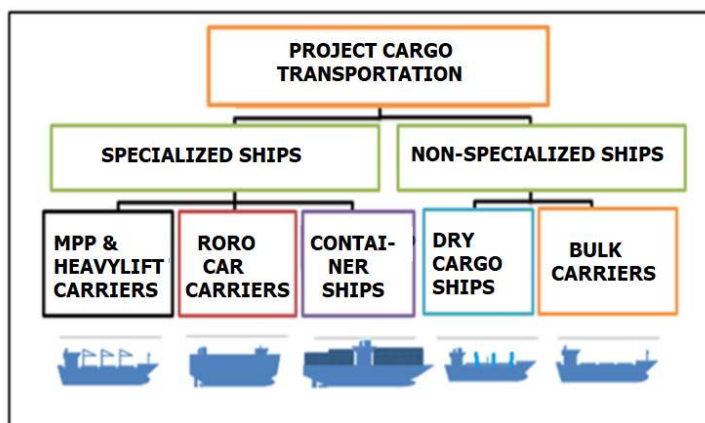 PROJECT CARGO
TRANSPORTATION
SPECIALIZED SHIPS
NON-SPECIALIZED SHIPS
MPP &
HEAVYLIFT
CARRIERS
RORO
CAR
CARRIERS
CONTAI-
NER
SHIPS
DRY
CARGO
SHIPS
BULK
CARRIERS